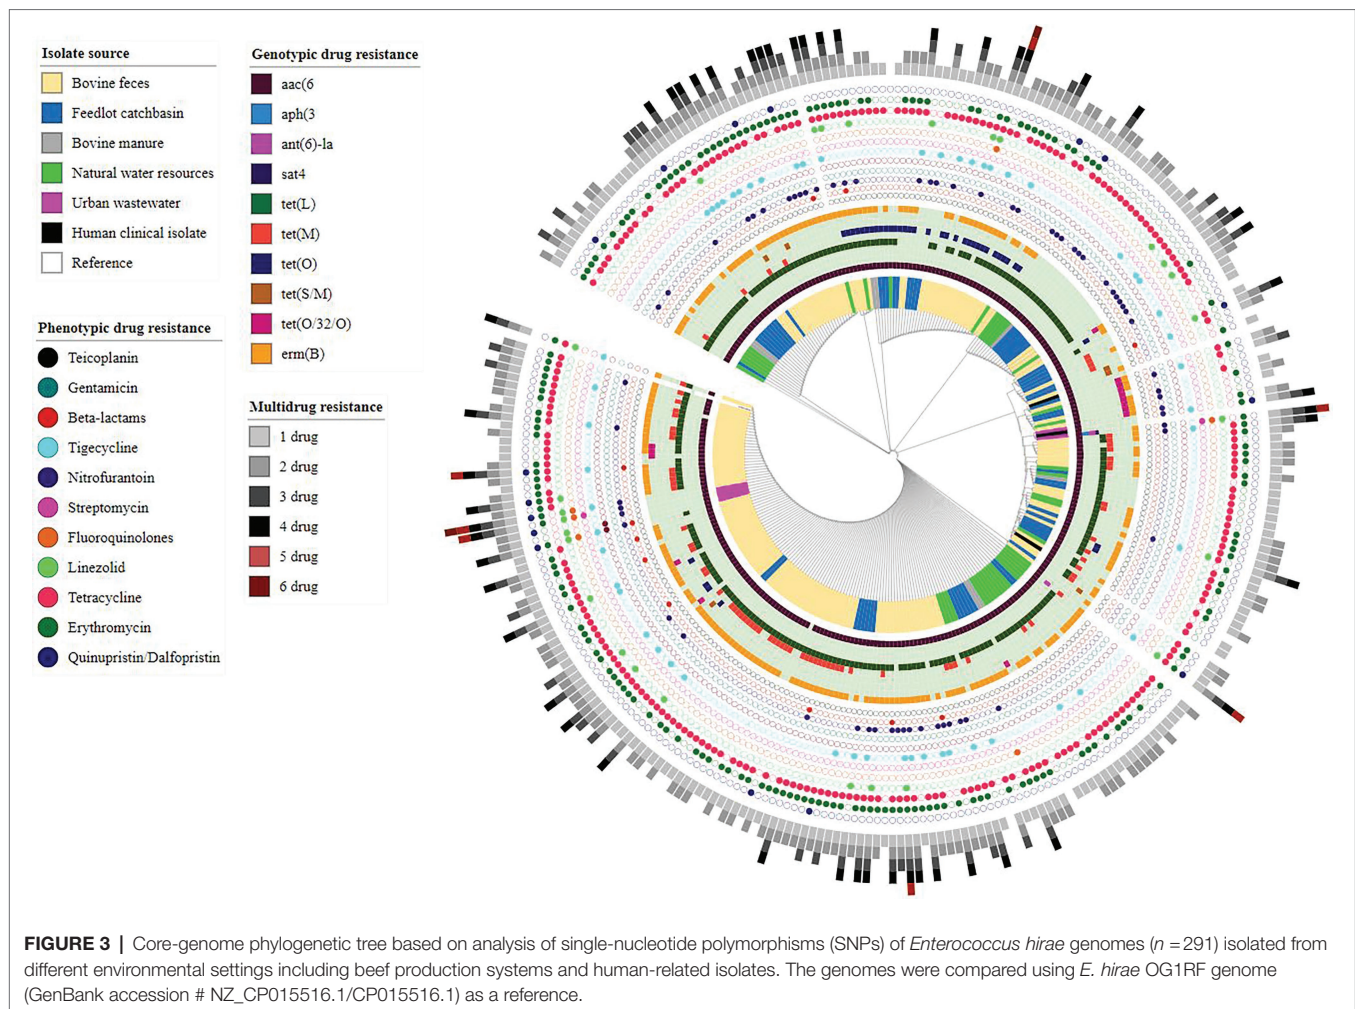 Isolate source
Bovine feces
Feedlot catchbasin
Bovine manure
Natural water resources
Urban wastewater
Human clinical isolate
Reference
Phenotypic drug resistance
Teicoplanin
Gentamicin
Beta-lactams
Tigecycline
Nitrofurantoin
Streptomycin
Fluoroquinolones
Linezolid
Tetracycline
Erythromycin
Quinupristin/Dalfopristin
Genotypic drug resistance
aac(6
aph(3
ant(6)-la
sat4
tet(L)
tet(M)
tet(O)
tet(S/M)
tet(O/32/O)
erm(B)
Multidrug resistance
1 drug
2 drug
3 drug
4 drug
5 drug
6 drug
FIGURE 3 | Core-genome phylogenetic tree based on analysis of single-nucleotide polymorphisms (SNPs) of Enterococcus hirae genomes (n = 291) isolated from
different environmental settings including beef production systems and human-related isolates. The genomes were compared using E. hirae OG1RF genome
(GenBank accession # NZ_CP015516.1/CP015516.1) as a reference.